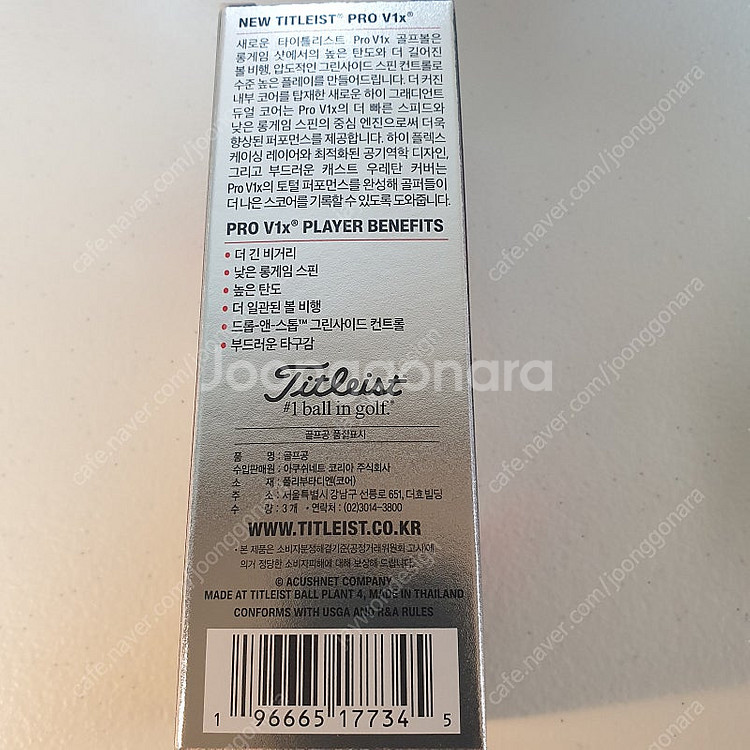 NEW TITLEIST® PRO V1x®
새로운 타이틀리스트 Pro V1x 골프볼은
롱게임 샷에서의 높은 탄도와 더 길어진
볼 비행, 압도적인 그린사이드 스핀 컨트롤로
수준 높은 플레이를 만들어드립니다. 더 커진
내부 코어를 탑재한 새로운 하이 그래디언트
듀얼 코어는 Pro V1x의 더 빠른 스피드와
낮은 롱게임 스핀의 중심 엔진으로써 더욱
향상된 퍼포먼스를 제공합니다. 하이 플렉스
케이싱 레이어와 최적화된 공기역학 디자인,
그리고 부드러운 캐스트 우레탄 커버는
Pro V1x의 토털 퍼포먼스를 완성해 골퍼들이
더 나은 스코어를 기록할 수 있도록 도와줍니다.
PRO V1x® PLAYER BENEFITS
• 더 긴 비거리
• 낮은 롱게임 스핀
• 높은 탄도
• 더 일관된 볼 비행
• 드롭-앤-스톱™ 그린사이드 컨트롤
• 부드러운 타구감
Joonggonara
Titleist
#1 ball in golf.®
골프공 품질표시
품 명 : 골프공
수입판매원 : 아쿠쉬네트 코리아 주식회사
소 재 : 폴리부타디엔(코어)
주 소 : 서울특별시 강남구 선릉로 651, 더호빌딩
수 량 : 3개 • 연락처 : (02)3014-3800
WWW.TITLEIST.CO.KR
• 본 제품은 소비자분쟁해결기준(공정거래위원회 고시)에
의거 정당한 소비자피해에 대해 보상해 드립니다.
© ACUSHNET COMPANY
MADE AT TITLEIST BALL PLANT 4, MADE IN THAILAND
CONFORMS WITH USGA AND R&A RULES
1 96665 17734 5
cafe.naver.com/joonggonara